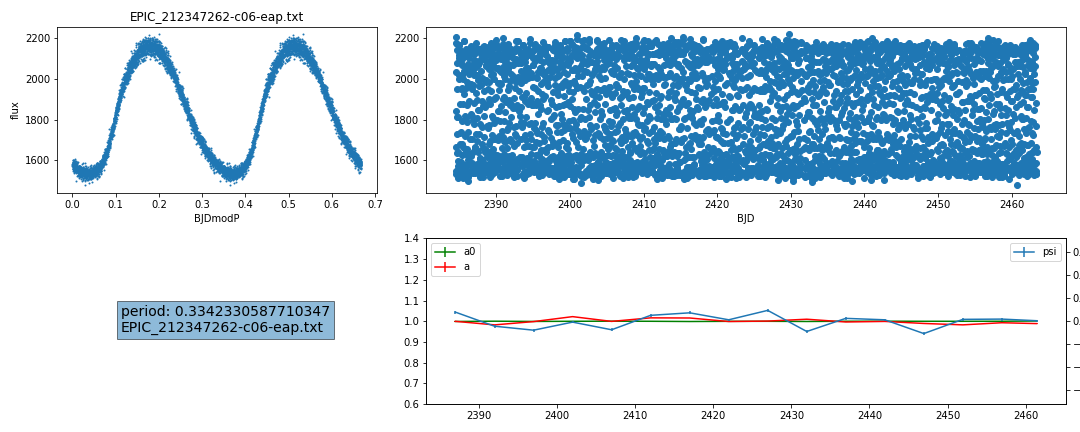 EPIC_212347262-c06-eap.txt
2200
2000
1800
1600
flux
0.0 0.1 0.2 0.3 0.4 0.5 0.6 0.7
BJDmodP
2200
2000
1800
1600
2390 2400 2410 2420 2430 2440 2450 2460
BJD
period: 0.3342330587710347
EPIC_212347262-c06-eap.txt
1.4
1.3
1.2
1.1
1.0
0.9
0.8
0.7
0.6
a0
a
psi
2390 2400 2410 2420 2430 2440 2450 2460